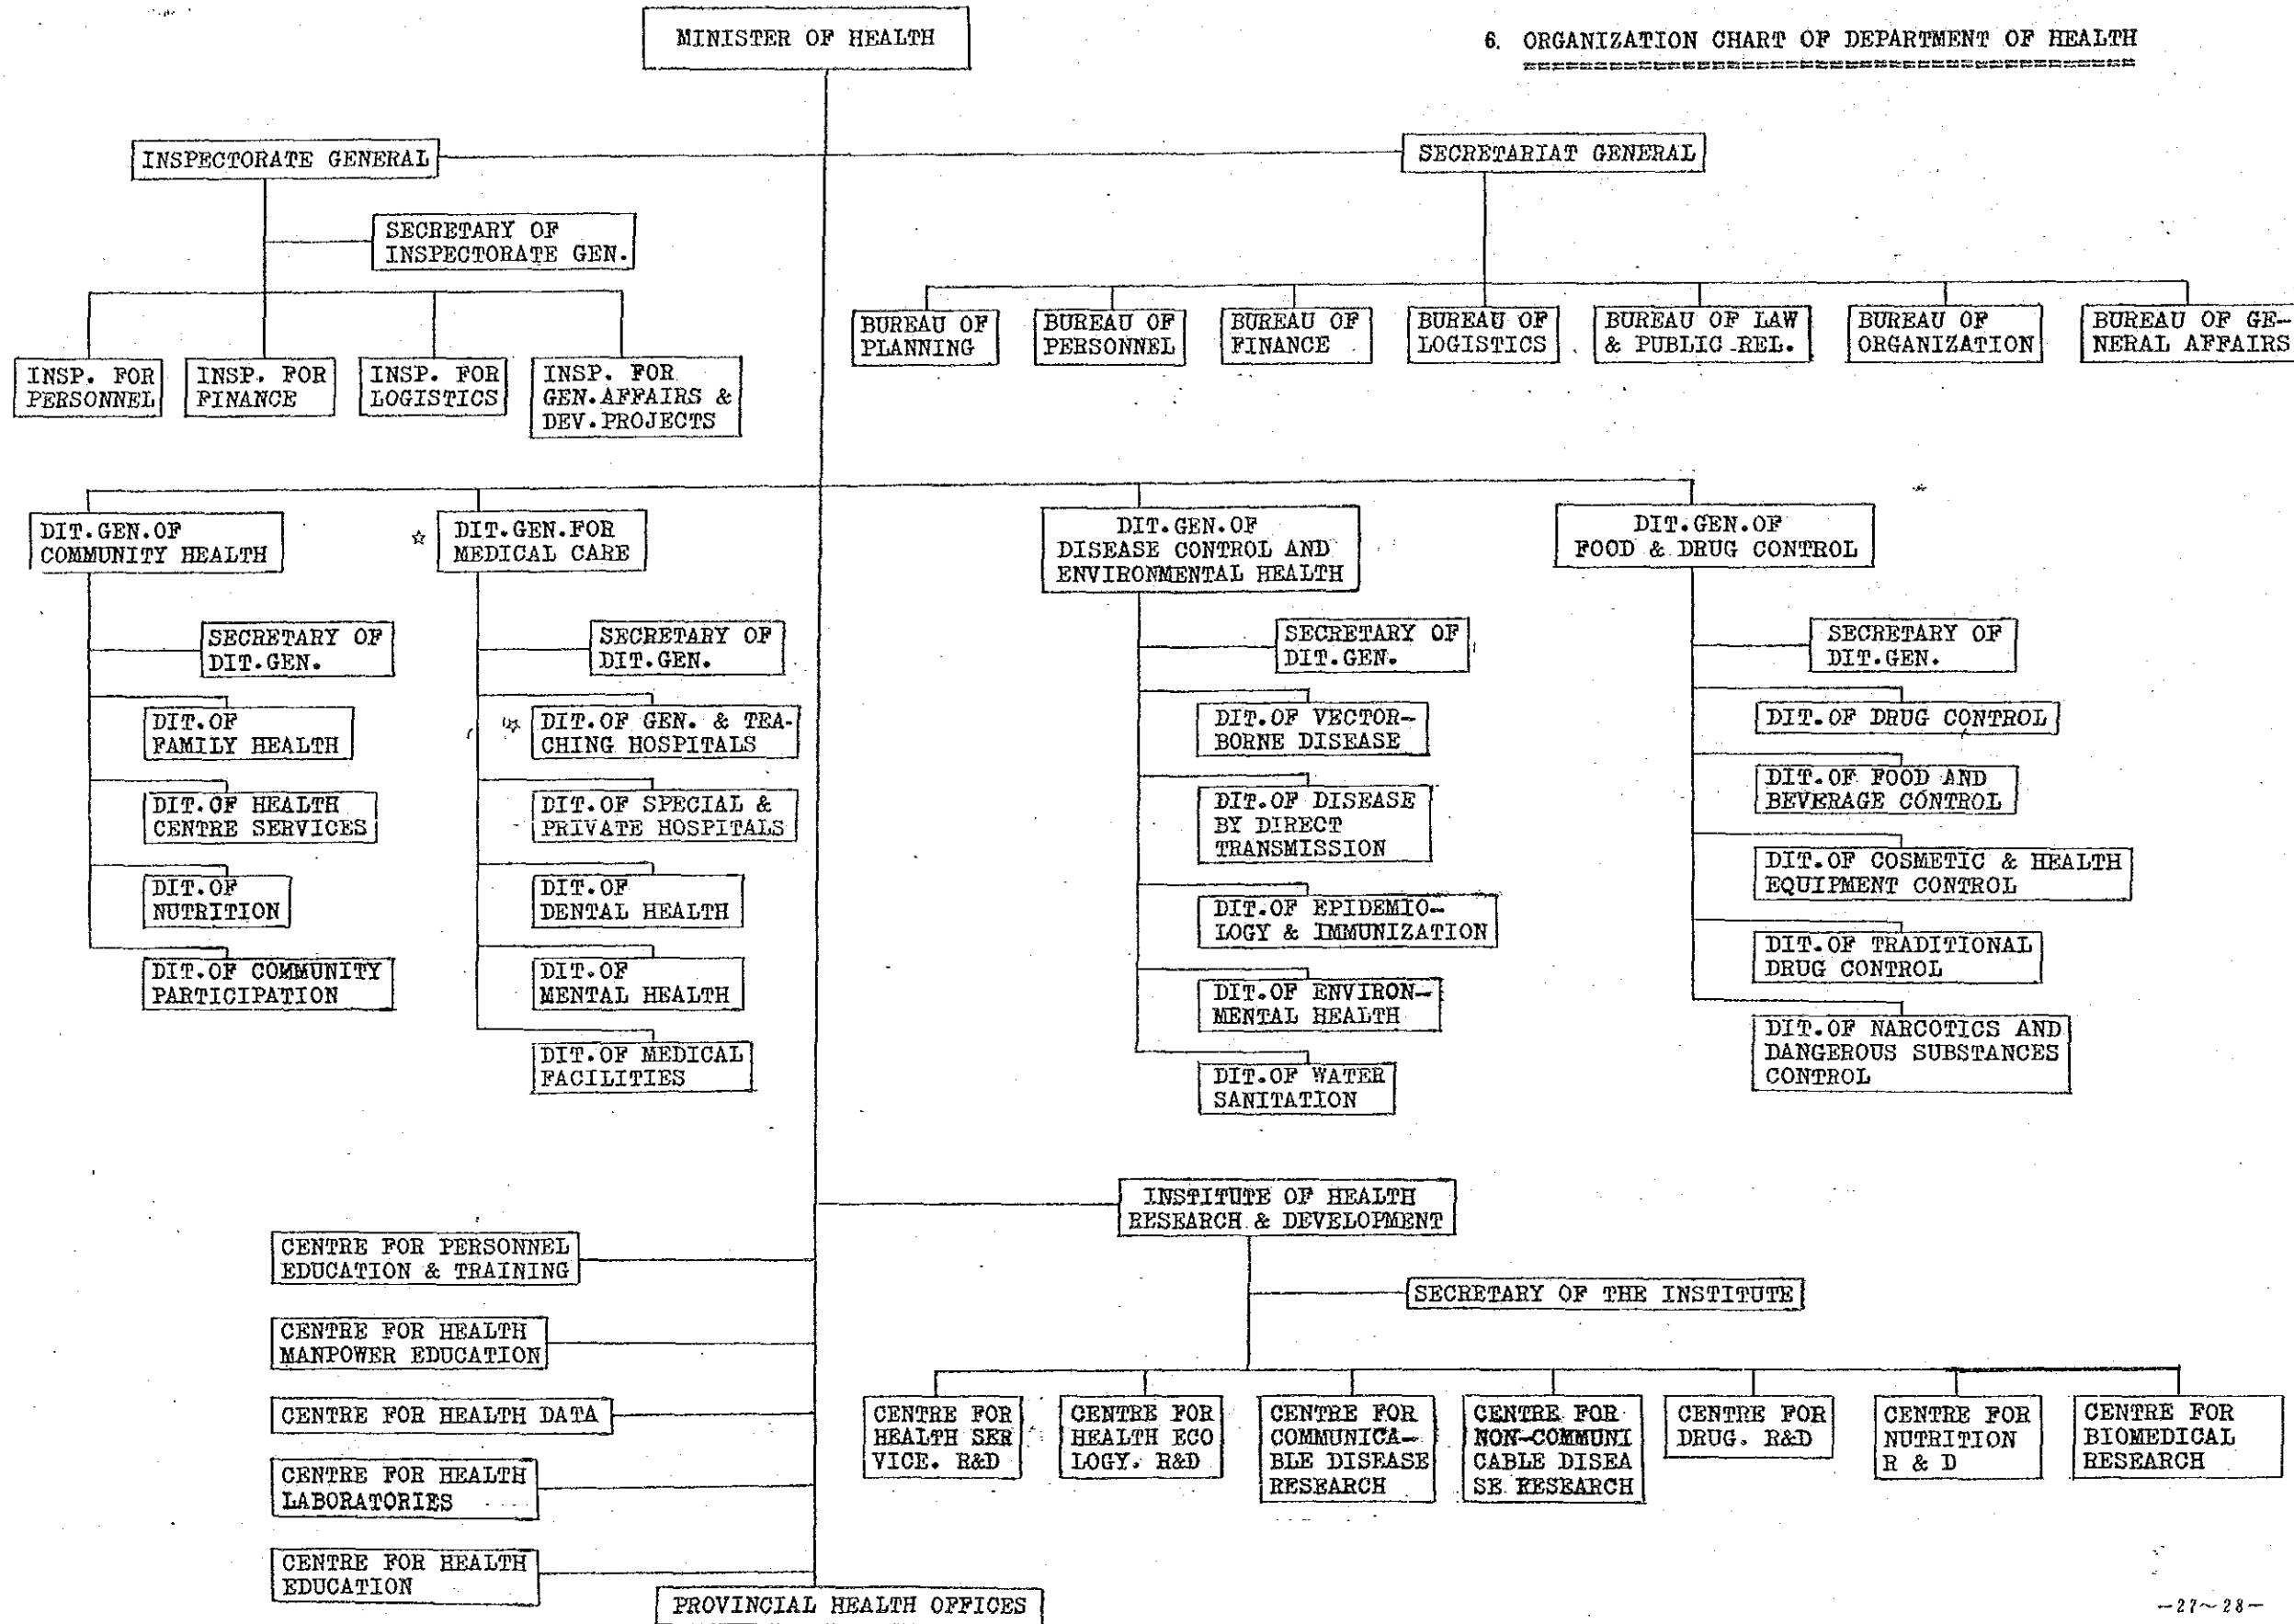 MINISTER OF HEALTH
6. ORGANIZATION CHART OF DEPARTMENT OF HEALTH
INSPECTORATE GENERAL
SECRETARIAT GENERAL
SECRETARY OF
INSPECTORATE GEN.
INSP. FOR
PERSONNEL
INSP. FOR
FINANCE
INSP. FOR
LOGISTICS
INSP. FOR
GEN.AFFAIRS &
DEV.PROJECTS
BUREAU OF
PLANNING
BUREAU OF
PERSONNEL
BUREAU OF
FINANCE
BUREAU OF
LOGISTICS
BUREAU OF LAW
& PUBLIC REL.
BUREAU OF
ORGANIZATION
BUREAU OF GE-
NERAL AFFAIRS
DIT.GEN.OF
COMMUNITY HEALTH
☆ DIT.GEN.FOR
MEDICAL CARE
DIT.GEN.OF
DISEASE CONTROL AND
ENVIRONMENTAL HEALTH
DIT.GEN.OF
FOOD & DRUG CONTROL
SECRETARY OF
DIT.GEN.
DIT.OF
FAMILY HEALTH
DIT.OF HEALTH
CENTRE SERVICES
DIT.OF
NUTRITION
DIT.OF COMMUNITY
PARTICIPATION
SECRETARY OF
DIT.GEN.
☆ DIT.OF GEN. & TEA-
CHING HOSPITALS
DIT.OF SPECIAL &
PRIVATE HOSPITALS
DIT.OF
DENTAL HEALTH
DIT.OF
MENTAL HEALTH
DIT.OF MEDICAL
FACILITIES
SECRETARY OF
DIT.GEN.
DIT.OF VECTOR-
BORNE DISEASE
DIT.OF DISEASE
BY DIRECT
TRANSMISSION
DIT.OF EPIDEMIO-
LOGY & IMMUNIZATION
DIT.OF ENVIRON-
MENTAL HEALTH
DIT.OF WATER
SANITATION
SECRETARY OF
DIT.GEN.
DIT.OF DRUG CONTROL
DIT.OF FOOD AND
BEVERAGE CONTROL
DIT.OF COSMETIC & HEALTH
EQUIPMENT CONTROL
DIT.OF TRADITIONAL
DRUG CONTROL
DIT.OF NARCOTICS AND
DANGEROUS SUBSTANCES
CONTROL
INSTITUTE OF HEALTH
RESEARCH & DEVELOPMENT
SECRETARY OF THE INSTITUTE
CENTRE FOR PERSONNEL
EDUCATION & TRAINING
CENTRE FOR HEALTH
MANPOWER EDUCATION
CENTRE FOR HEALTH DATA
CENTRE FOR HEALTH
LABORATORIES
CENTRE FOR HEALTH
EDUCATION
CENTRE FOR
HEALTH SER
VICE. R&D
CENTRE FOR
HEALTH ECO
LOGY. R&D
CENTRE FOR
COMMUNICA-
BLE DISEASE
RESEARCH
CENTRE FOR
NON-COMMUNI
CABLE DISEA
SE RESEARCH
CENTRE FOR
DRUG. R&D
CENTRE FOR
NUTRITION
R & D
CENTRE FOR
BIOMEDICAL
RESEARCH
PROVINCIAL HEALTH OFFICES
-27~28-